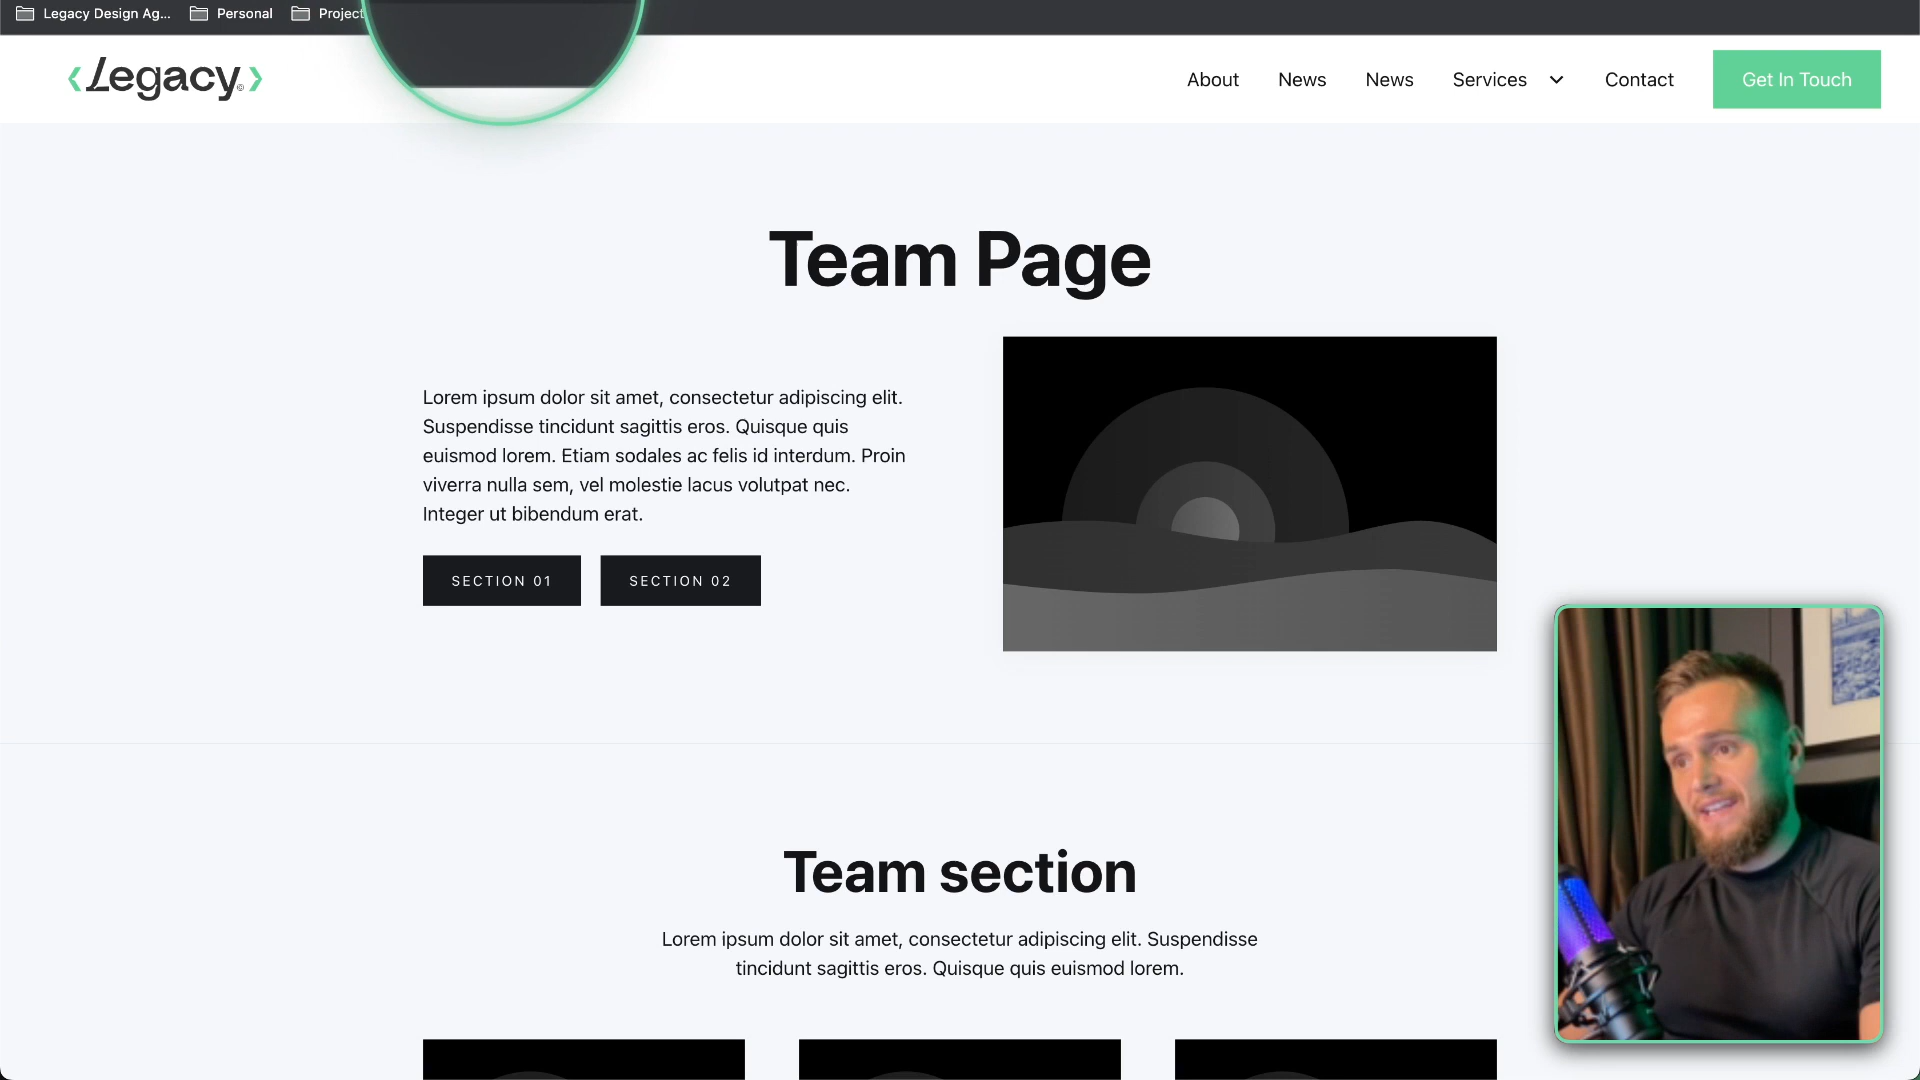 Legacy Design Ag...
Personal
Project
Legacy®
About
News
News
Services
Contact
Get In Touch
Team Page
Lorem ipsum dolor sit amet, consectetur adipiscing elit.
Suspendisse tincidunt sagittis eros. Quisque quis
euismod lorem. Etiam sodales ac felis id interdum. Proin
viverra nulla sem, vel molestie lacus volutpat nec.
Integer ut bibendum erat.
SECTION 01
SECTION 02
Team section
Lorem ipsum dolor sit amet, consectetur adipiscing elit. Suspendisse
tincidunt sagittis eros. Quisque quis euismod lorem.